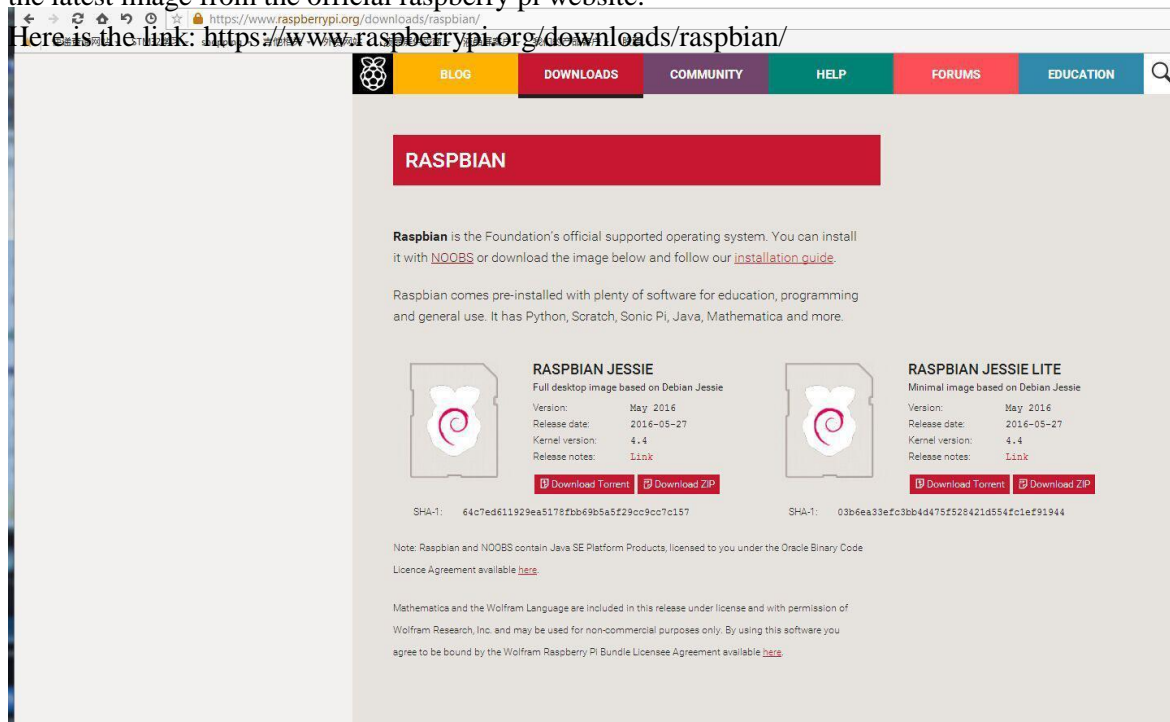 the latest image from the official raspberry pi website.
https://www.raspberrypi.org/downloads/raspbian/
Here is the link: https://www.raspberrypi.org/downloads/raspbian/
BLOG DOWNLOADS COMMUNITY HELP FORUMS EDUCATION
RASPBIAN
Raspbian is the Foundation's official supported operating system. You can install
it with NOOBS or download the image below and follow our installation guide.
Raspbian comes pre-installed with plenty of software for education, programming
and general use. It has Python, Scratch, Sonic Pi, Java, Mathematica and more.
RASPBIAN JESSIE
Full desktop image based on Debian Jessie
Version: May 2016
Release date: 2016-05-27
Kernel version: 4.4
Release notes: Link
Download Torrent Download ZIP
SHA-1: 64c7ed611929ea5178fbb69b5a5f29cc9cc7c157
RASPBIAN JESSIE LITE
Minimal image based on Debian Jessie
Version: May 2016
Release date: 2016-05-27
Kernel version: 4.4
Release notes: Link
Download Torrent Download ZIP
SHA-1: 03b6ea33efc3bb4d475f528421d554fc1ef91944
Note: Raspbian and NOOBS contain Java SE Platform Products, licensed to you under the Oracle Binary Code
Licence Agreement available here.
Mathematica and the Wolfram Language are included in this release under license and with permission of
Wolfram Research, Inc. and may be used for non-commercial purposes only. By using this software you
agree to be bound by the Wolfram Raspberry Pi Bundle Licensee Agreement available here.